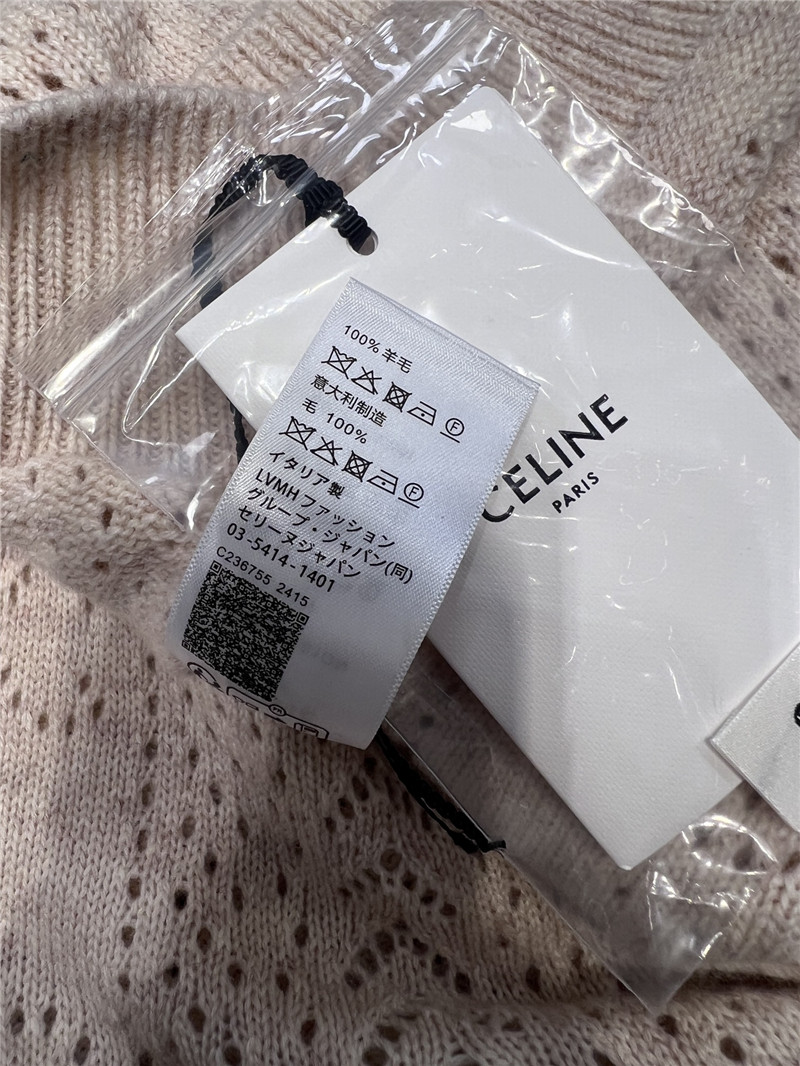 100% 羊毛
意大利制造
毛 100%
イタリア製
LVMH ファッション
グループ・ジャパン(同)
セリーヌジャパン
03-5414-1401
C236755 2415
CELINE
PARIS